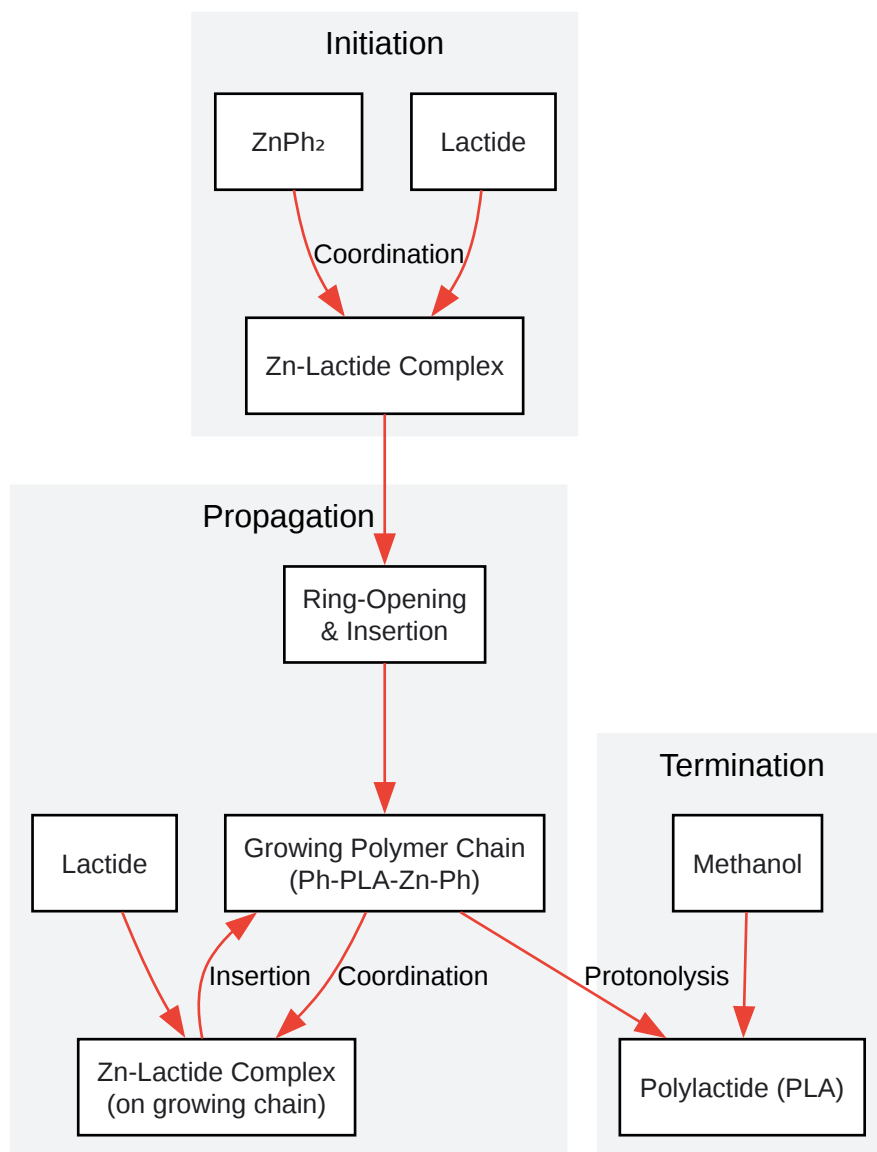 Initiation
ZnPh₂
Lactide
Coordination
Zn-Lactide Complex
Propagation
Ring-Opening
& Insertion
Termination
Lactide
Growing Polymer Chain
(Ph-PLA-Zn-Ph)
Methanol
Insertion
Coordination
Protonolysis
Zn-Lactide Complex
(on growing chain)
Polylactide (PLA)